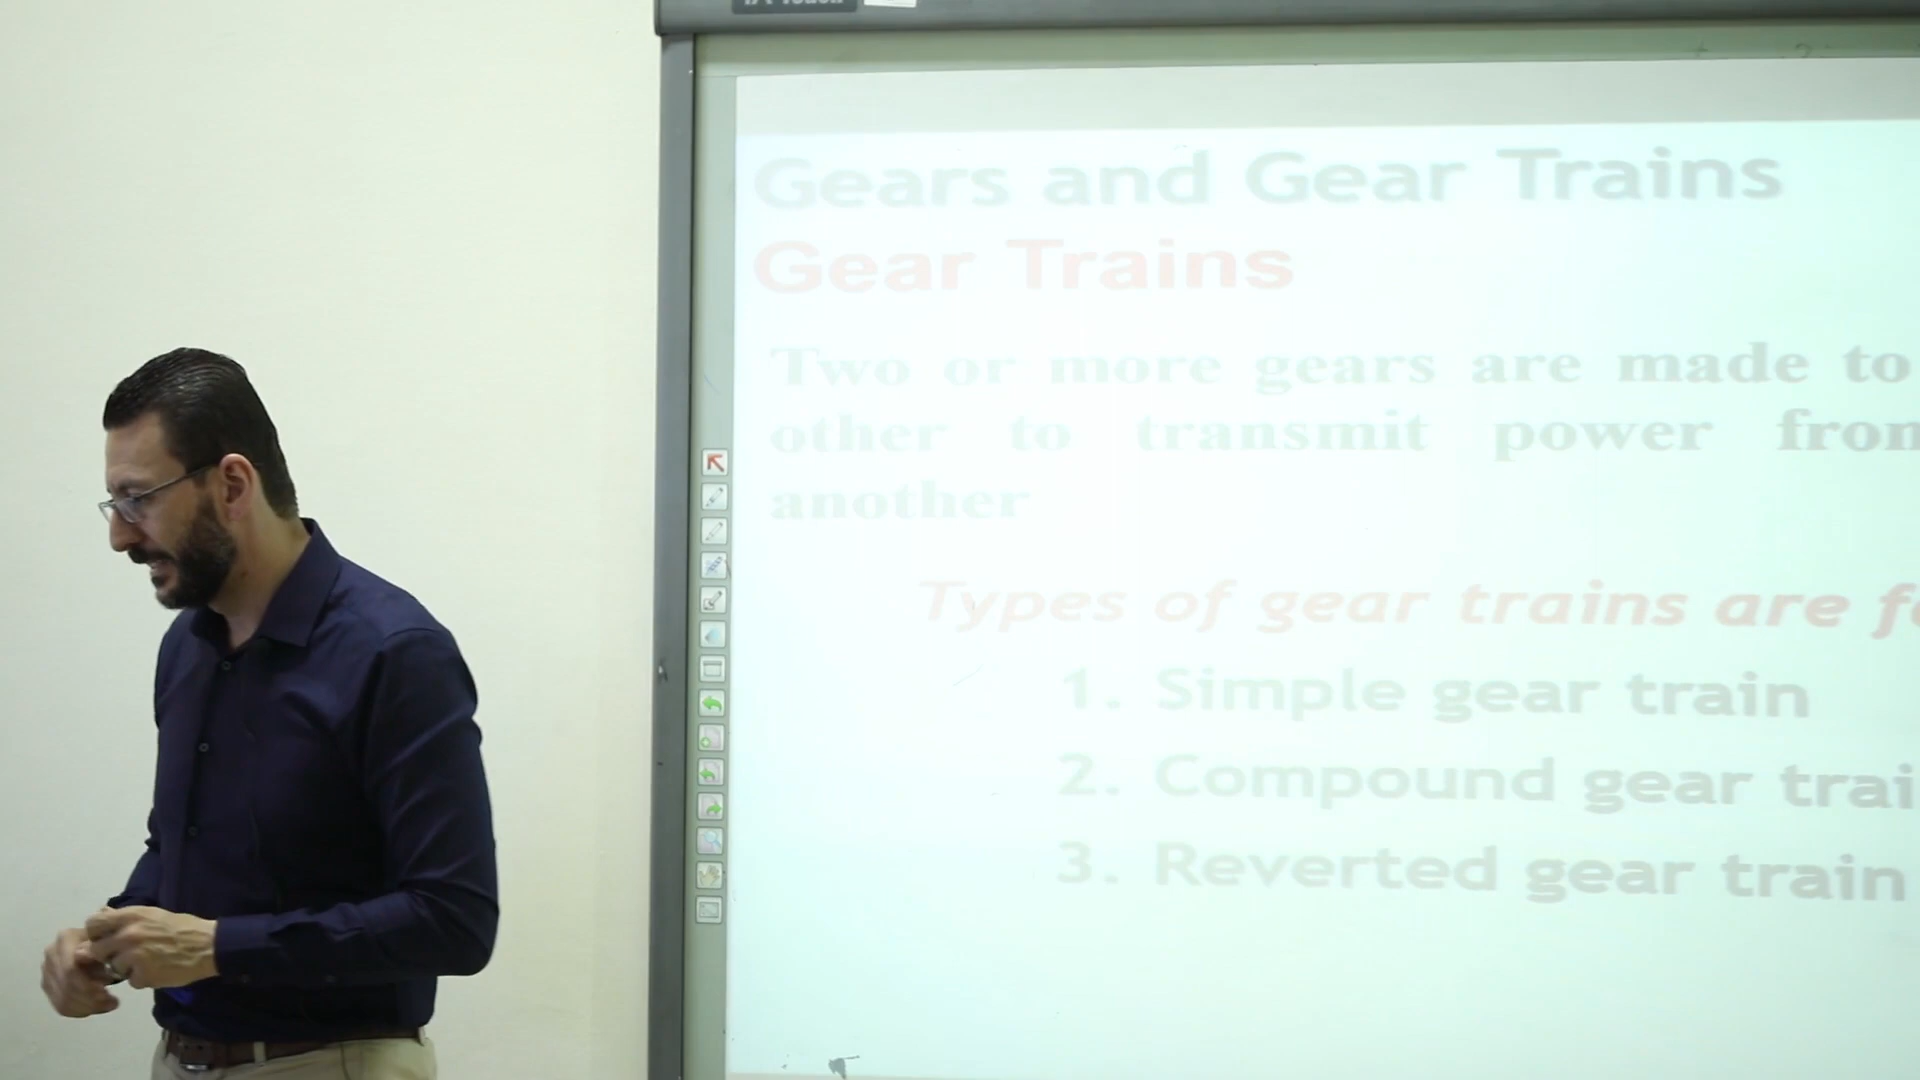 Gears and Gear Trains
Gear Trains
Two or more gears are made to
other to transmit power from
another
Types of gear trains are
1. Simple gear train
2. Compound gear
3. Reverted gear train